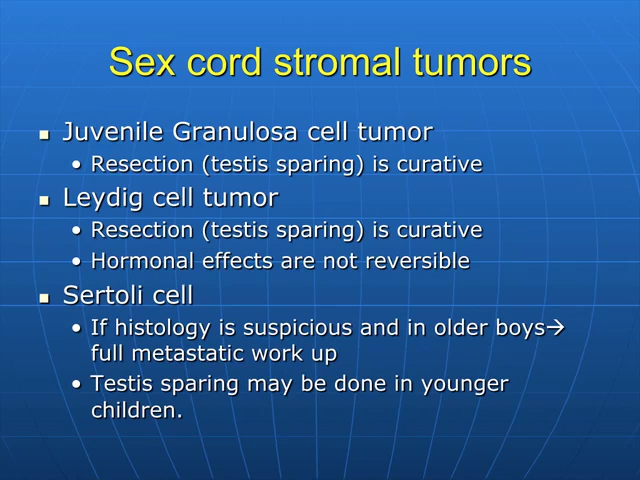 Sex cord stromal tumors
Juvenile Granulosa cell tumor
• Resection (testis sparing) is curative
Leydig cell tumor
• Resection (testis sparing) is curative
• Hormonal effects are not reversible
Sertoli cell
• If histology is suspicious and in older boys→
full metastatic work up
• Testis sparing may be done in younger
children.